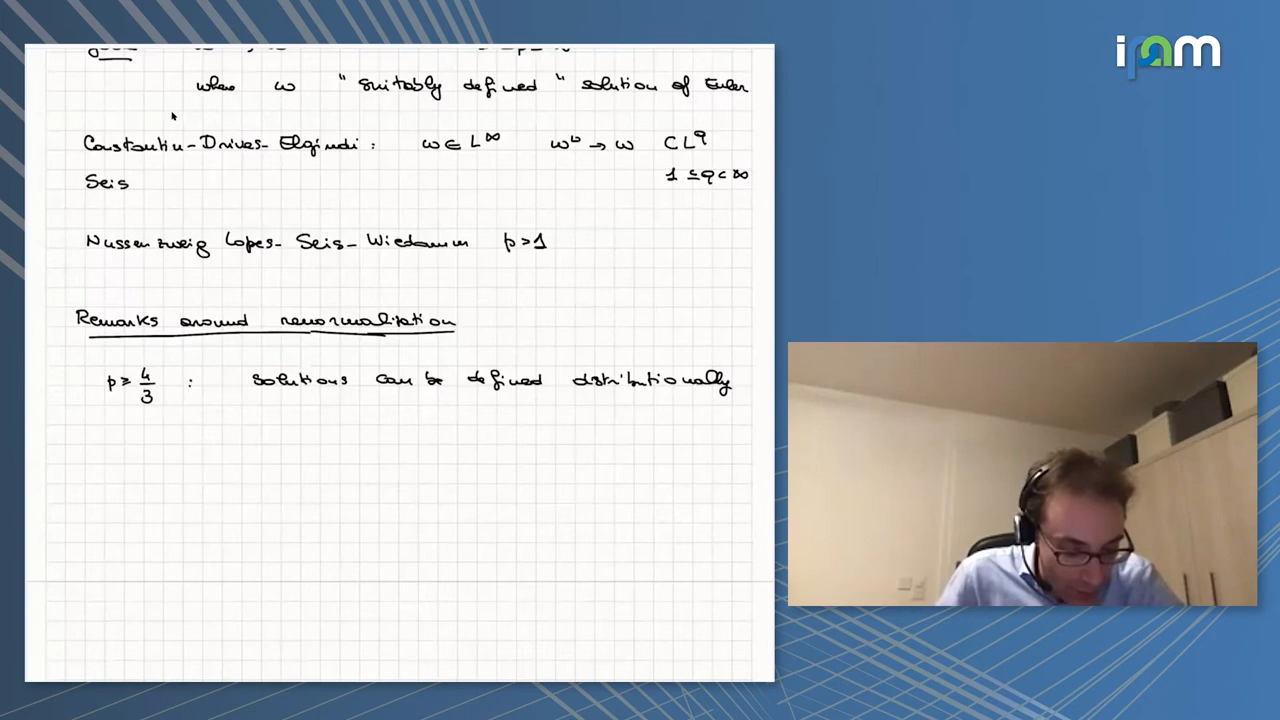 where ω "suitably defined" solution of Euler
Constantin-Drivas-Elgindi: ω ∈ L^∞ ω^ν → ω C L^q
Seis 1 ≤ q < ∞
Nussenzveig Lopes- Seis- Wiedemann p > 1
Remarks around renormalization
p ≥ 4/3 : solutions can be defined distributionally
ipam